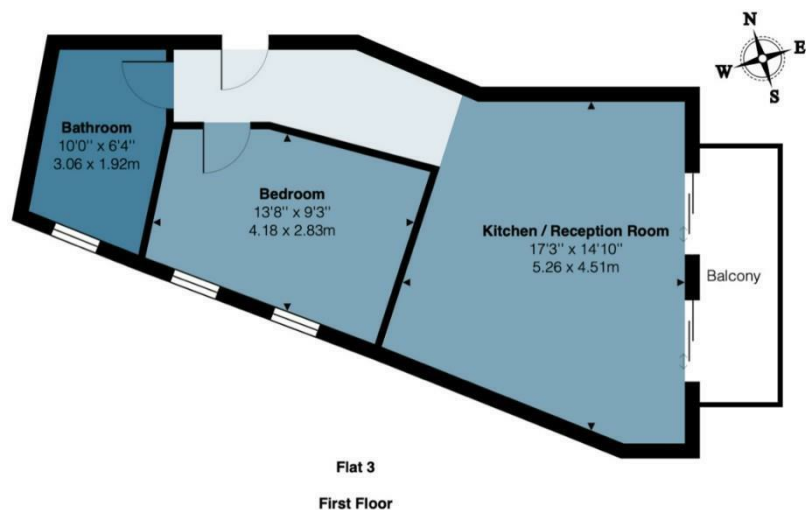 N
W E
S
Bathroom
10'0" x 6'4"
3.06 x 1.92m
Bedroom
13'8" x 9'3"
4.18 x 2.83m
Kitchen / Reception Room
17'3" x 14'10"
5.26 x 4.51m
Balcony
Flat 3
First Floor